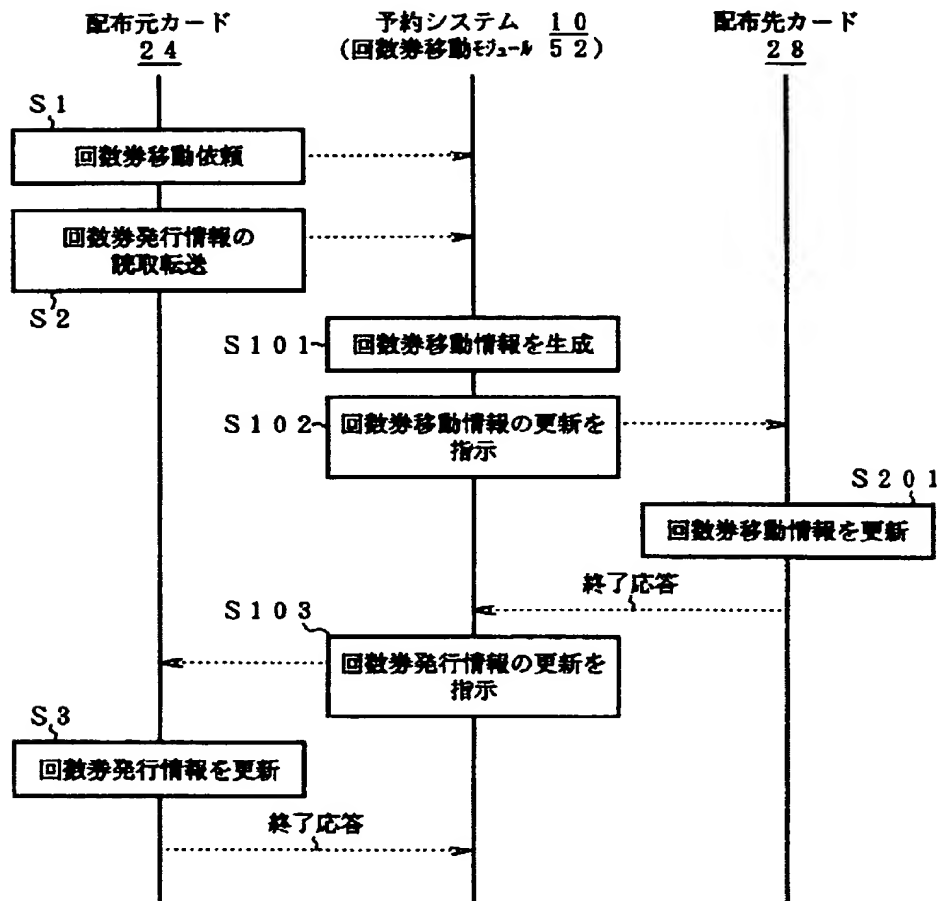 配布元カード
24
予約システム 10
(回数券移動モジュール 52)
配布先カード
28
S1
回数券移動依頼
回数券発行情報の
読取転送
S2
S101
回数券移動情報を生成
S102
回数券移動情報の更新を
指示
S201
回数券移動情報を更新
終了応答
S103
回数券発行情報の更新を
指示
S3
回数券発行情報を更新
終了応答